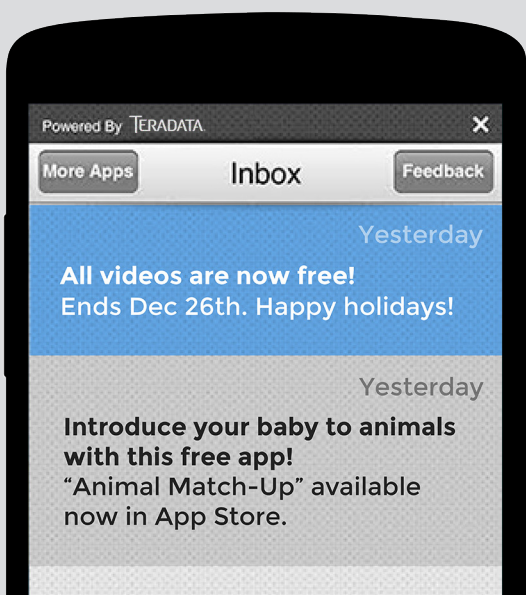 Powered By TERADATA.
More Apps Inbox Feedback
Yesterday
All videos are now free!
Ends Dec 26th. Happy holidays!
Yesterday
Introduce your baby to animals
with this free app!
“Animal Match-Up” available
now in App Store.